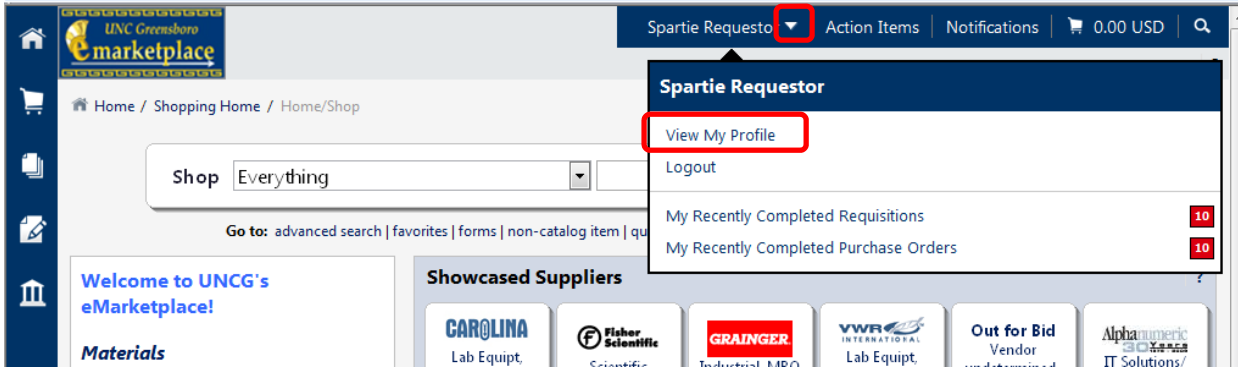 UNC Greensboro
emarketplace
Spartie Requestor
Action Items
Notifications
0.00 USD
Spartie Requestor
View My Profile
Logout
My Recently Completed Requisitions 10
My Recently Completed Purchase Orders 10
Home / Shopping Home / Home/Shop
Shop Everything
Go to: advanced search | favorites | forms | non-catalog item | qu
Welcome to UNCG's
eMarketplace!
Materials
Showcased Suppliers ?
CAROLINA
Lab Equipt,
Fisher
Scientific
Scientific
GRAINGER.
Industrial, MRO
VWR
INTERNATIONAL
Lab Equipt,
Out for Bid
Vendor
undetermined
Alphanumeric
30 Years
IT Solutions/